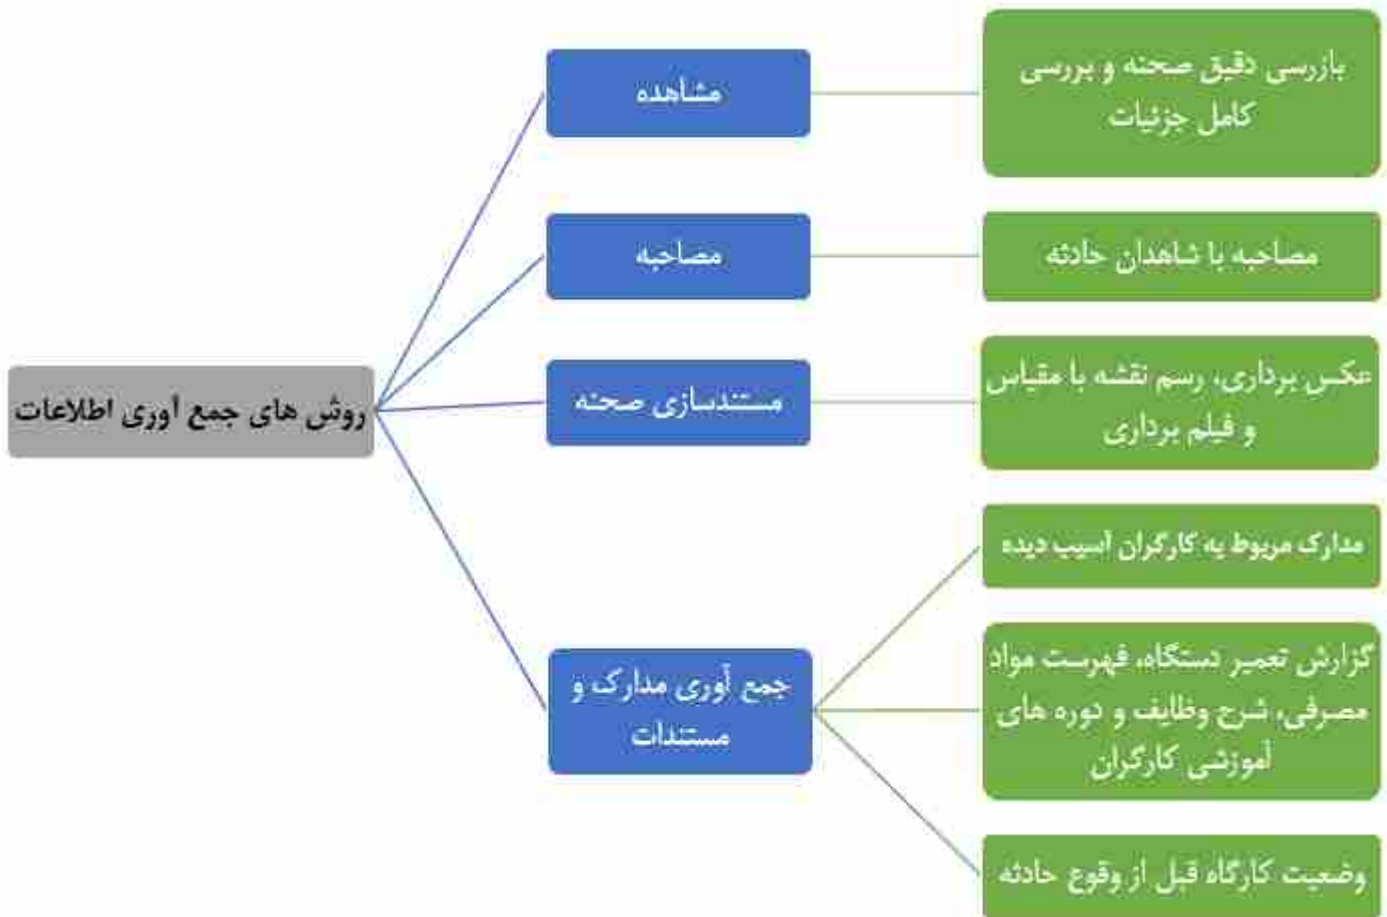 روش های جمع آوری اطلاعات
مشاهده
بازرسی دقیق صحنه و بررسی
کامل جزئیات
مصاحبه
مصاحبه با شاهدان حادثه
مستندسازی صحنه
عکس برداری، رسم نقشه با مقیاس
و فیلم برداری
جمع آوری مدارک و
مستندات
مدارک مربوط به کارگران آسیب دیده
گزارش تعمیر دستگاه، فهرست مواد
مصرفی، شرح وظایف و دوره های
آموزشی کارگران
وضعیت کارگاه قبل از وقوع حادثه